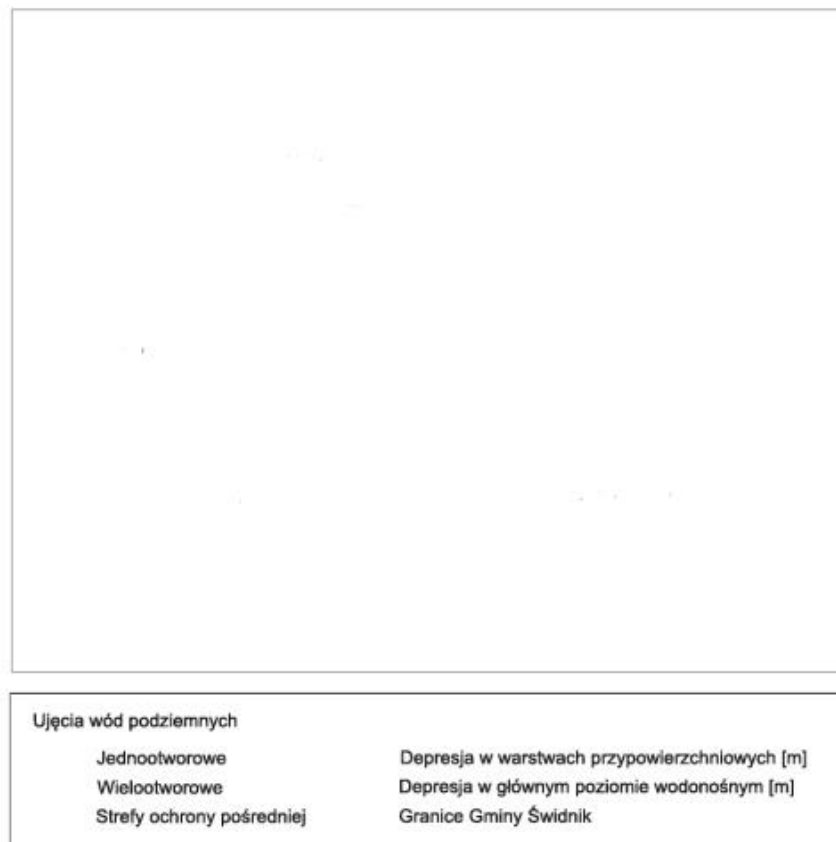 Ujęcia wód podziemnych
Jednootworowe
Wielootworowe
Strefy ochrony pośredniej
Depresja w warstwach przypowierzchniowych [m]
Depresja w głównym poziomie wodonośnym [m]
Granice Gminy Świdnik